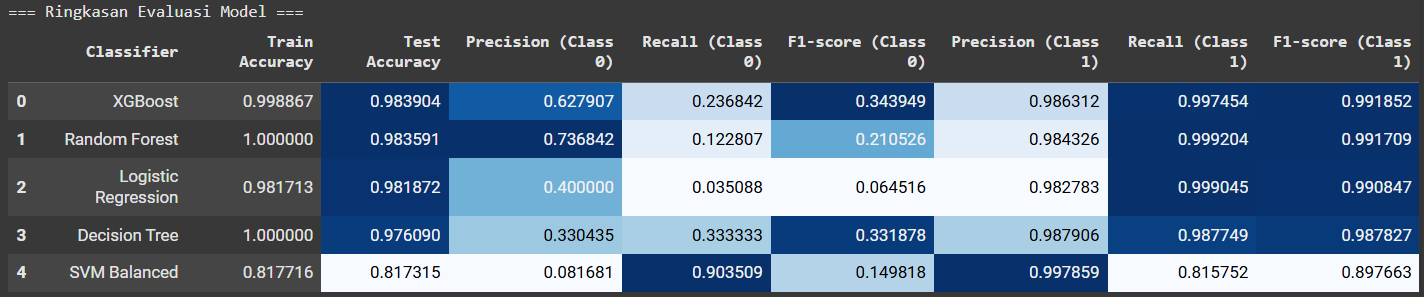 === Ringkasan Evaluasi Model ===
Classifier Train Accuracy Test Accuracy Precision (Class 0) Recall (Class 0) F1-score (Class 0) Precision (Class 1) Recall (Class 1) F1-score (Class 1)
0 XGBoost 0.998867 0.983904 0.627907 0.236842 0.343949 0.986312 0.997454 0.991852
1 Random Forest 1.000000 0.983591 0.736842 0.122807 0.210526 0.984326 0.999204 0.991709
2 Logistic Regression 0.981713 0.981872 0.400000 0.035088 0.064516 0.982783 0.999045 0.990847
3 Decision Tree 1.000000 0.976090 0.330435 0.333333 0.331878 0.987906 0.987749 0.987827
4 SVM Balanced 0.817716 0.817315 0.081681 0.903509 0.149818 0.997859 0.815752 0.897663